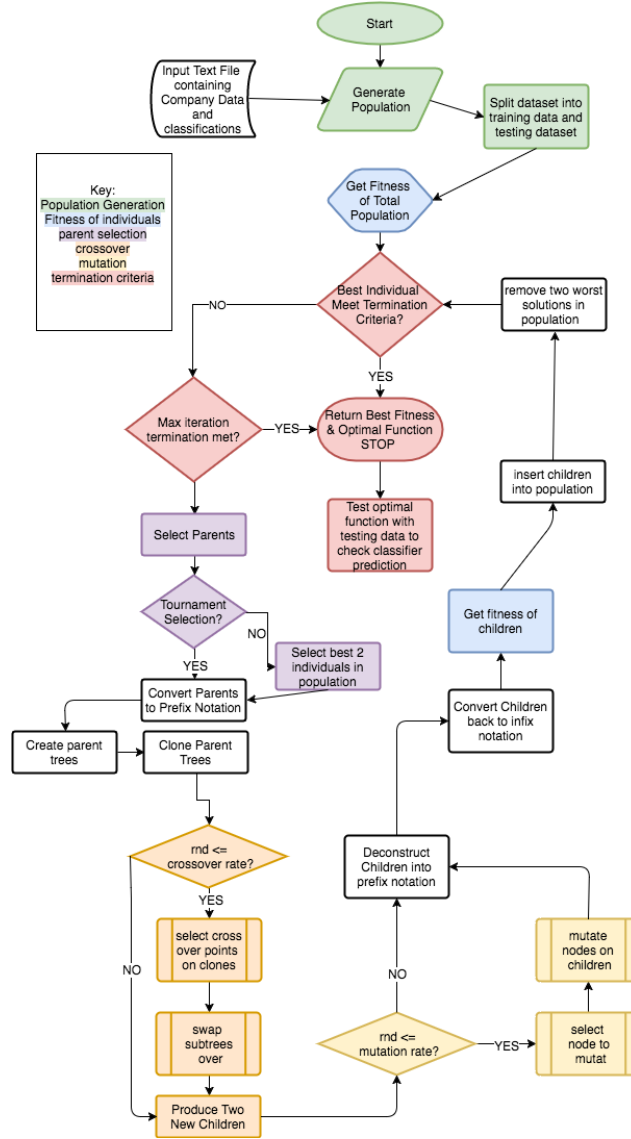 Start
Input Text File
containing
Company Data
and
classifications
Generate
Population
Split dataset into
training data and
testing dataset
Key:
Population Generation
Fitness of individuals
parent selection
crossover
mutation
termination criteria
Get Fitness
of Total
Population
Best Individual
Meet Termination
Criteria?
NO
YES
remove two worst
solutions in
population
Max iteration
termination met?
YES
Return Best Fitness
& Optimal Function
STOP
insert children
into population
Test optimal
function with
testing data to
check classifier
prediction
Select Parents
Tournament
Selection?
NO
YES
Select best 2
individuals in
population
Get fitness of
children
Convert Parents
to Prefix Notation
Convert Children
back to infix
notation
Create parent
trees
Clone Parent
Trees
rnd <=
crossover rate?
YES
NO
Deconstruct
Children into
prefix notation
select cross
over points
on clones
mutate
nodes on
children
NO
swap
subtrees
over
rnd <=
mutation rate?
YES
select
node to
mutat
Produce Two
New Children